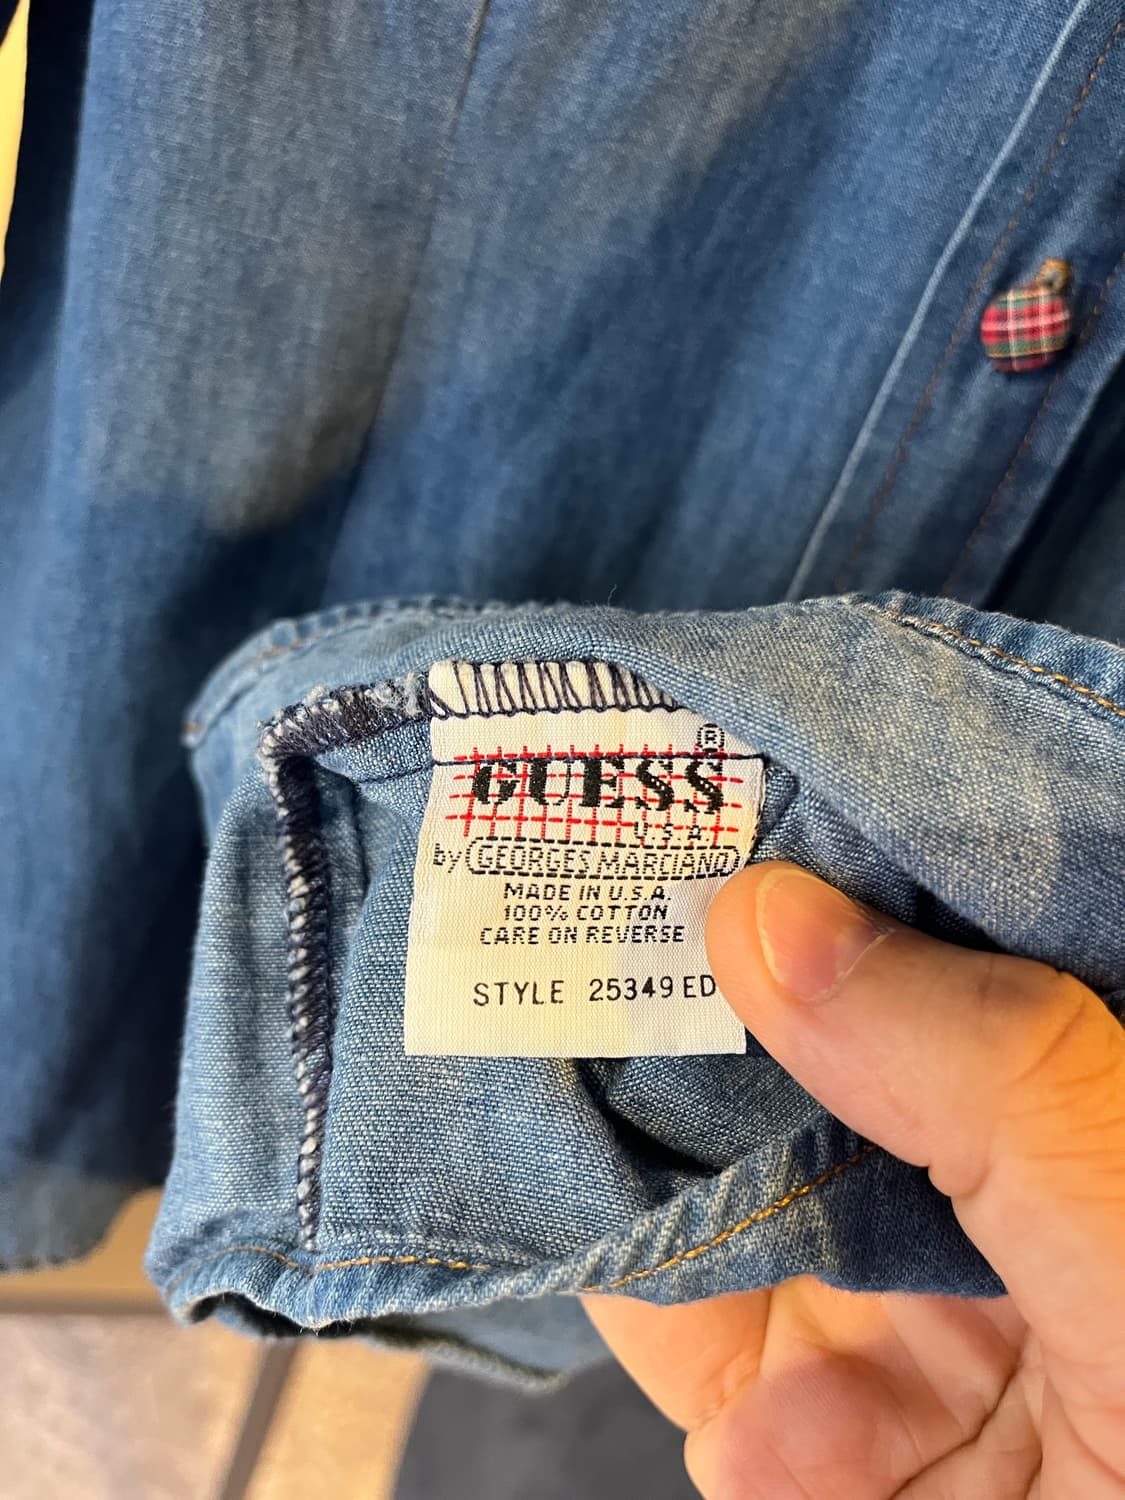 ®
GUESS
U.S.A.
by GEORGES MARCIANO
MADE IN U.S.A.
100% COTTON
CARE ON REVERSE
STYLE 25349 ED